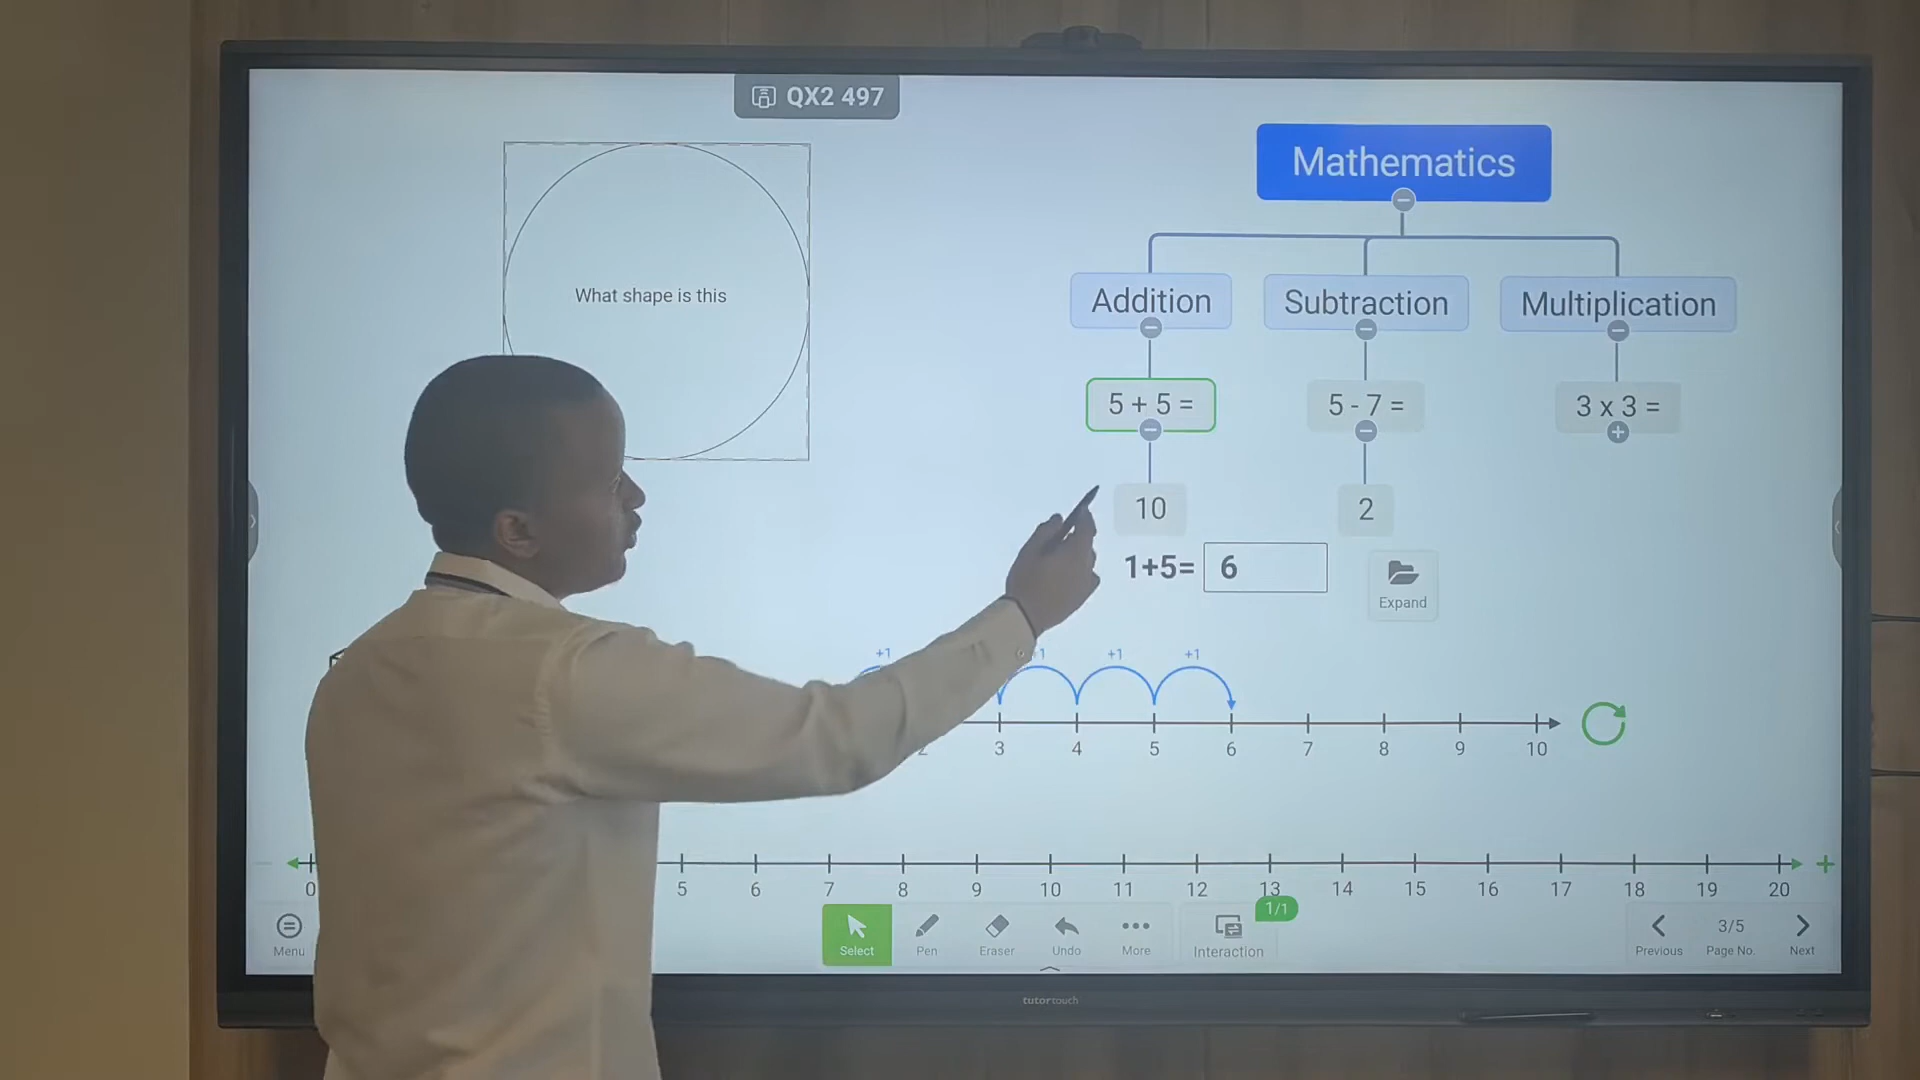 QX2 497
What shape is this
Mathematics
Addition Subtraction Multiplication
5 + 5 = 5 - 7 = 3 x 3 =
10 2
1+5= 6
Expand
+1 +1 +1 +1
2 3 4 5 6 7 8 9 10
0 5 6 7 8 9 10 11 12 13 14 15 16 17 18 19 20
1/1
Menu Select Pen Eraser Undo More Interaction Previous 3/5 Page No. Next
tutortouch